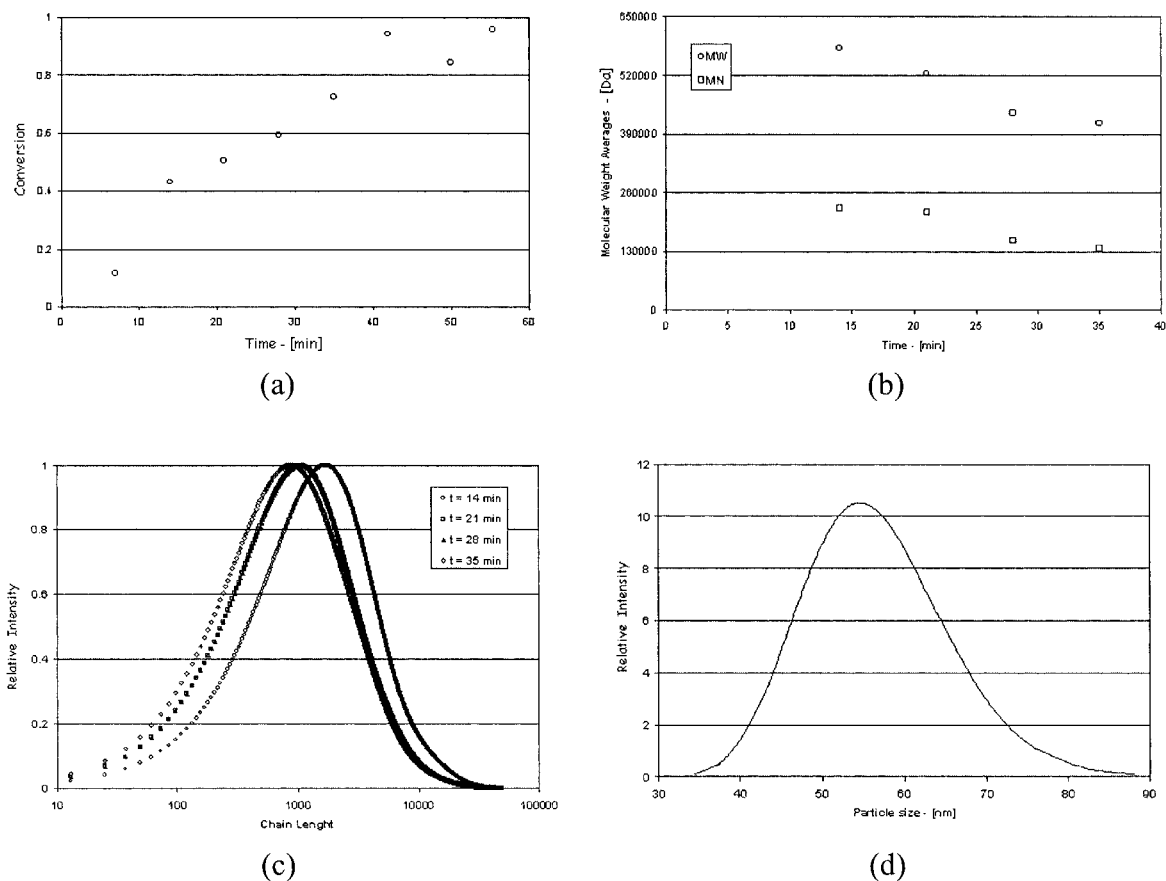 1
0.8
0.6
0.4
0.2
0
0 10 20 30 40 50 60
Conversion
Time - [min]
(a)
650000
520000
390000
260000
130000
0
0 5 10 15 20 25 30 35 40
Molecular Weight Averages - [Da]
Time - [min]
MW
MN
(b)
1
0.8
0.6
0.4
0.2
0
10 100 1000 10000 100000
Relative Intensity
Chain Lenght
t = 14 min
t = 21 min
t = 28 min
t = 35 min
(c)
12
10
8
6
4
2
0
30 40 50 60 70 80 90
Relative Intensity
Particle size - [nm]
(d)